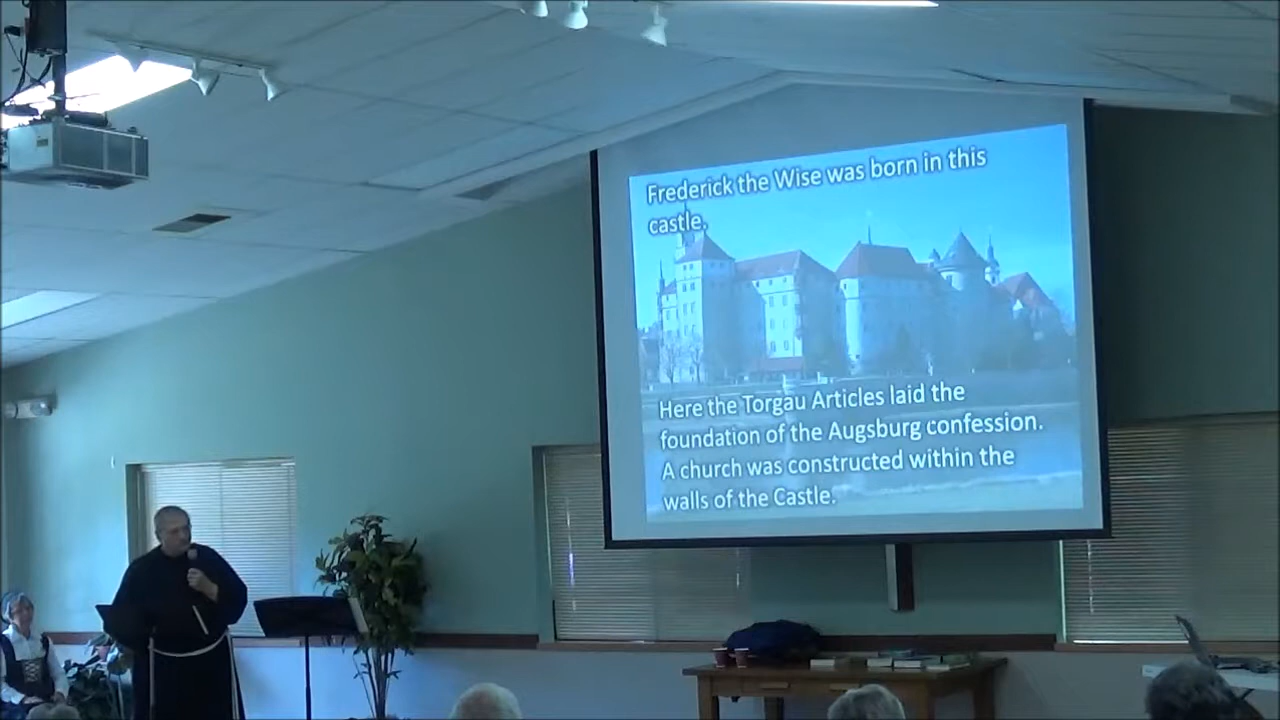 Frederick the Wise was born in this
castle.
Here the Torgau Articles laid the
foundation of the Augsburg confession.
A church was constructed within the
walls of the Castle.